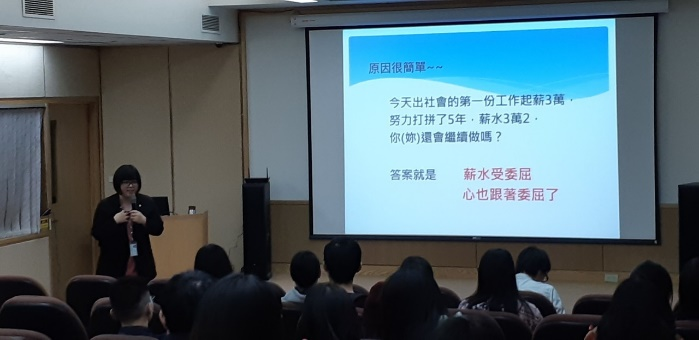 原因很簡單~~
今天出社會的第一份工作起薪3萬，
努力打拼了5年，薪水3萬2，
你(妳)還會繼續做嗎？
答案就是 薪水受委屈
心也跟著委屈了